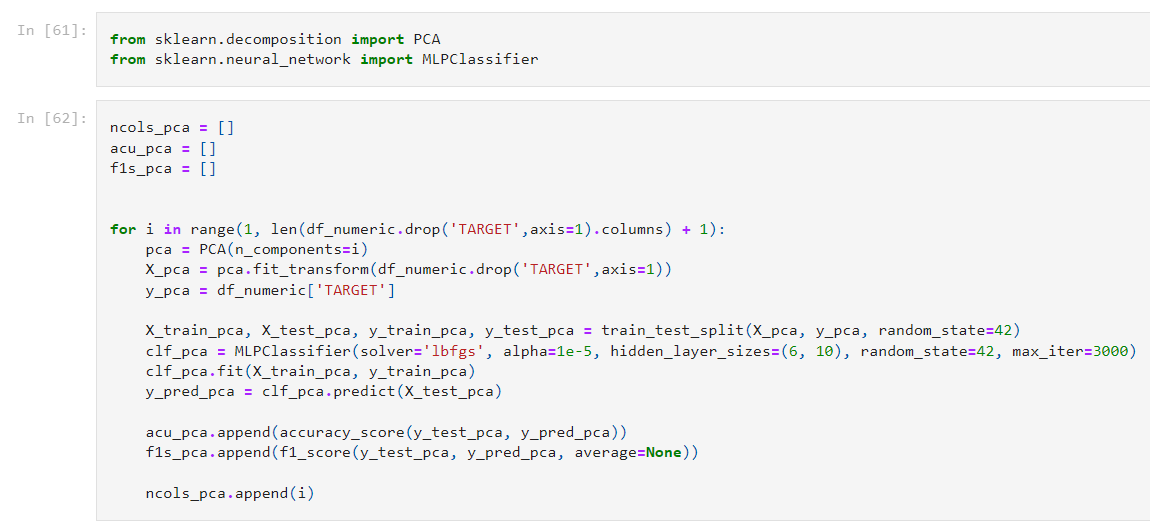 In [61]:
from sklearn.decomposition import PCA
from sklearn.neural_network import MLPClassifier
In [62]:
ncols_pca = []
acu_pca = []
f1s_pca = []
for i in range(1, len(df_numeric.drop('TARGET',axis=1).columns) + 1):
    pca = PCA(n_components=i)
    X_pca = pca.fit_transform(df_numeric.drop('TARGET',axis=1))
    y_pca = df_numeric['TARGET']
    X_train_pca, X_test_pca, y_train_pca, y_test_pca = train_test_split(X_pca, y_pca, random_state=42)
    clf_pca = MLPClassifier(solver='lbfgs', alpha=1e-5, hidden_layer_sizes=(6, 10), random_state=42, max_iter=3000)
    clf_pca.fit(X_train_pca, y_train_pca)
    y_pred_pca = clf_pca.predict(X_test_pca)
    acu_pca.append(accuracy_score(y_test_pca, y_pred_pca))
    f1s_pca.append(f1_score(y_test_pca, y_pred_pca, average=None))
    ncols_pca.append(i)